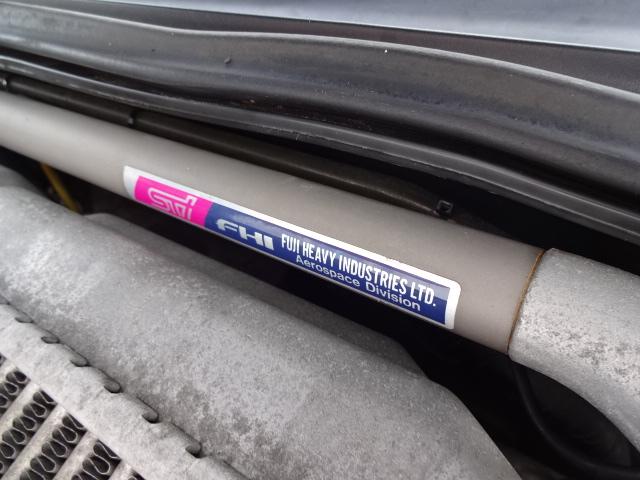 STi FHI FUJI HEAVY INDUSTRIES LTD.
Aerospace Division